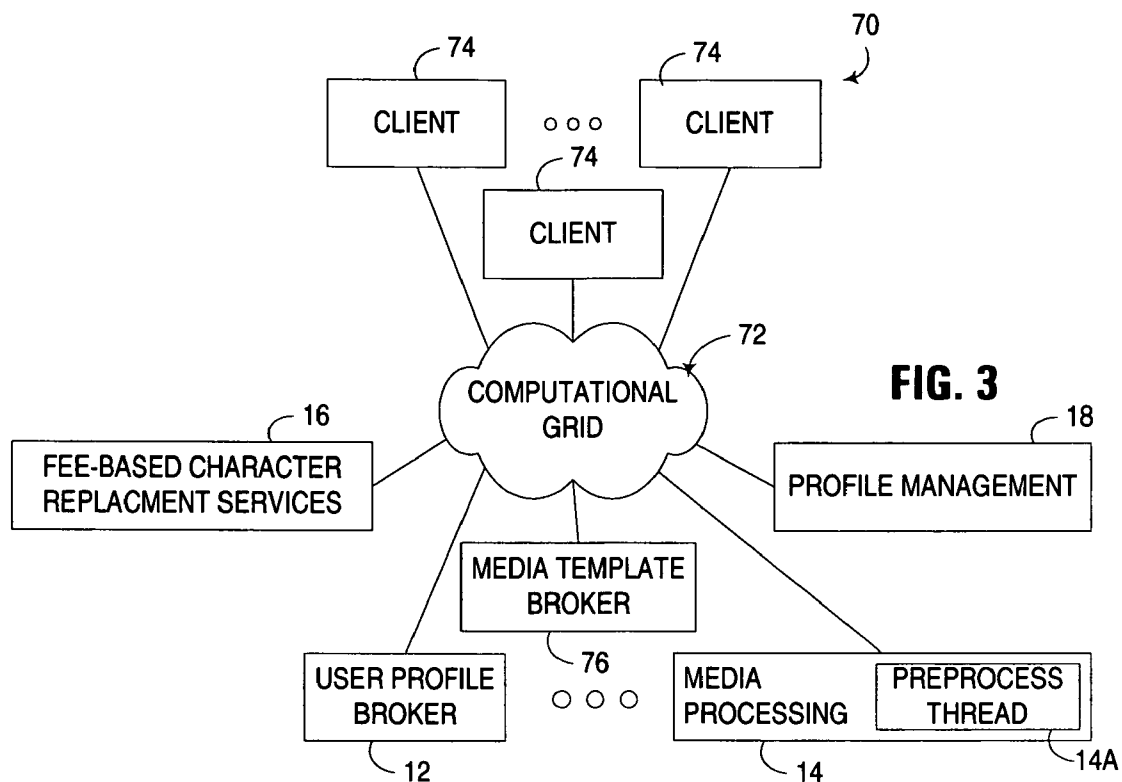 70
74
74
CLIENT
CLIENT
74
CLIENT
72
COMPUTATIONAL
GRID
FIG. 3
16
18
FEE-BASED CHARACTER
REPLACMENT SERVICES
PROFILE MANAGEMENT
MEDIA TEMPLATE
BROKER
76
USER PROFILE
BROKER
MEDIA
PROCESSING
PREPROCESS
THREAD
12
14
14A